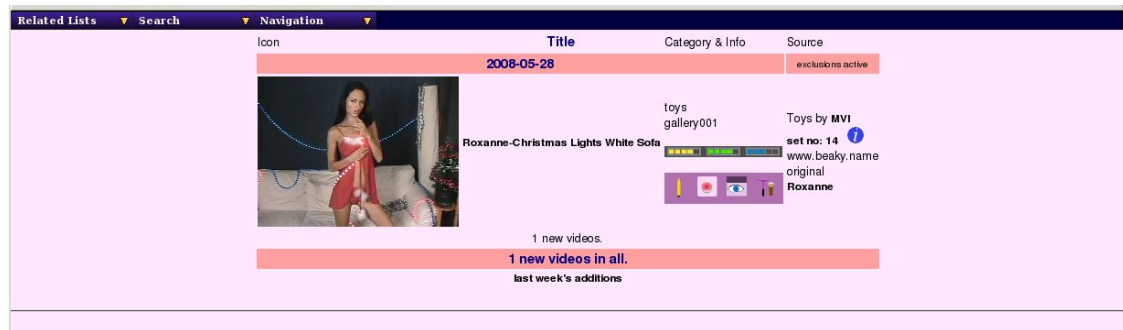 Related Lists Search Navigation
Icon Title Category & Info Source
2008-05-28 exclusions active
toys
gallery001
Roxanne-Christmas Lights White Sofa
Toys by MVI
set no: 14 i
www.beaky.name
original
Roxanne
1 new videos.
1 new videos in all.
last week's additions